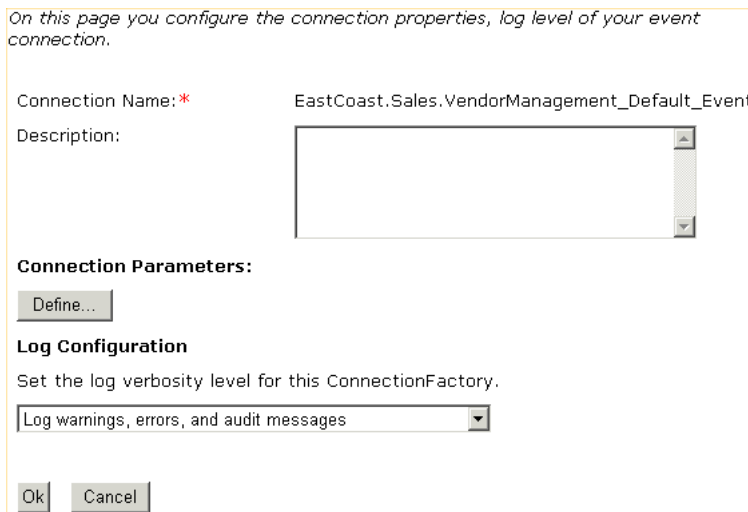 On this page you configure the connection properties, log level of your event
connection.
Connection Name:* EastCoast.Sales.VendorManagement_Default_Event
Description:
Connection Parameters:
Define...
Log Configuration
Set the log verbosity level for this ConnectionFactory.
Log warnings, errors, and audit messages
Ok Cancel